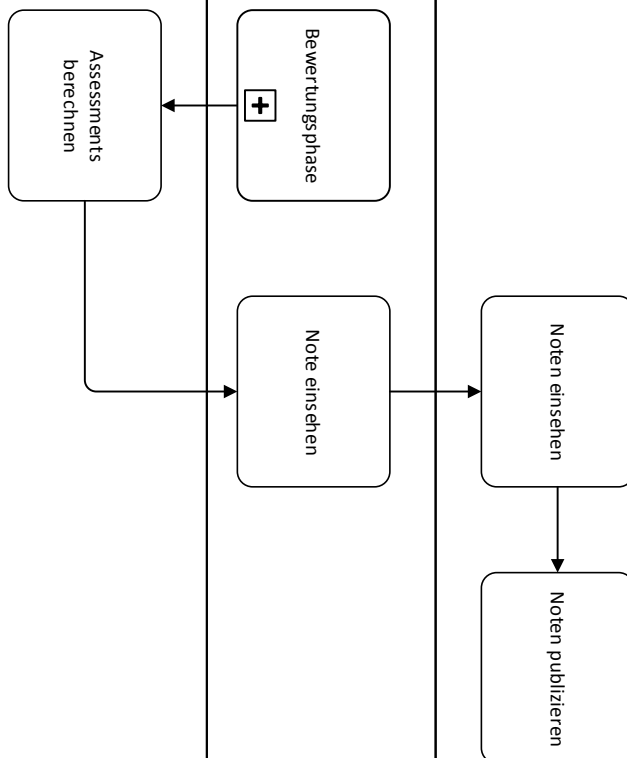 Noten einsehen
Noten publizieren
Bewertungsphase
Note einsehen
Assessments
berechnen